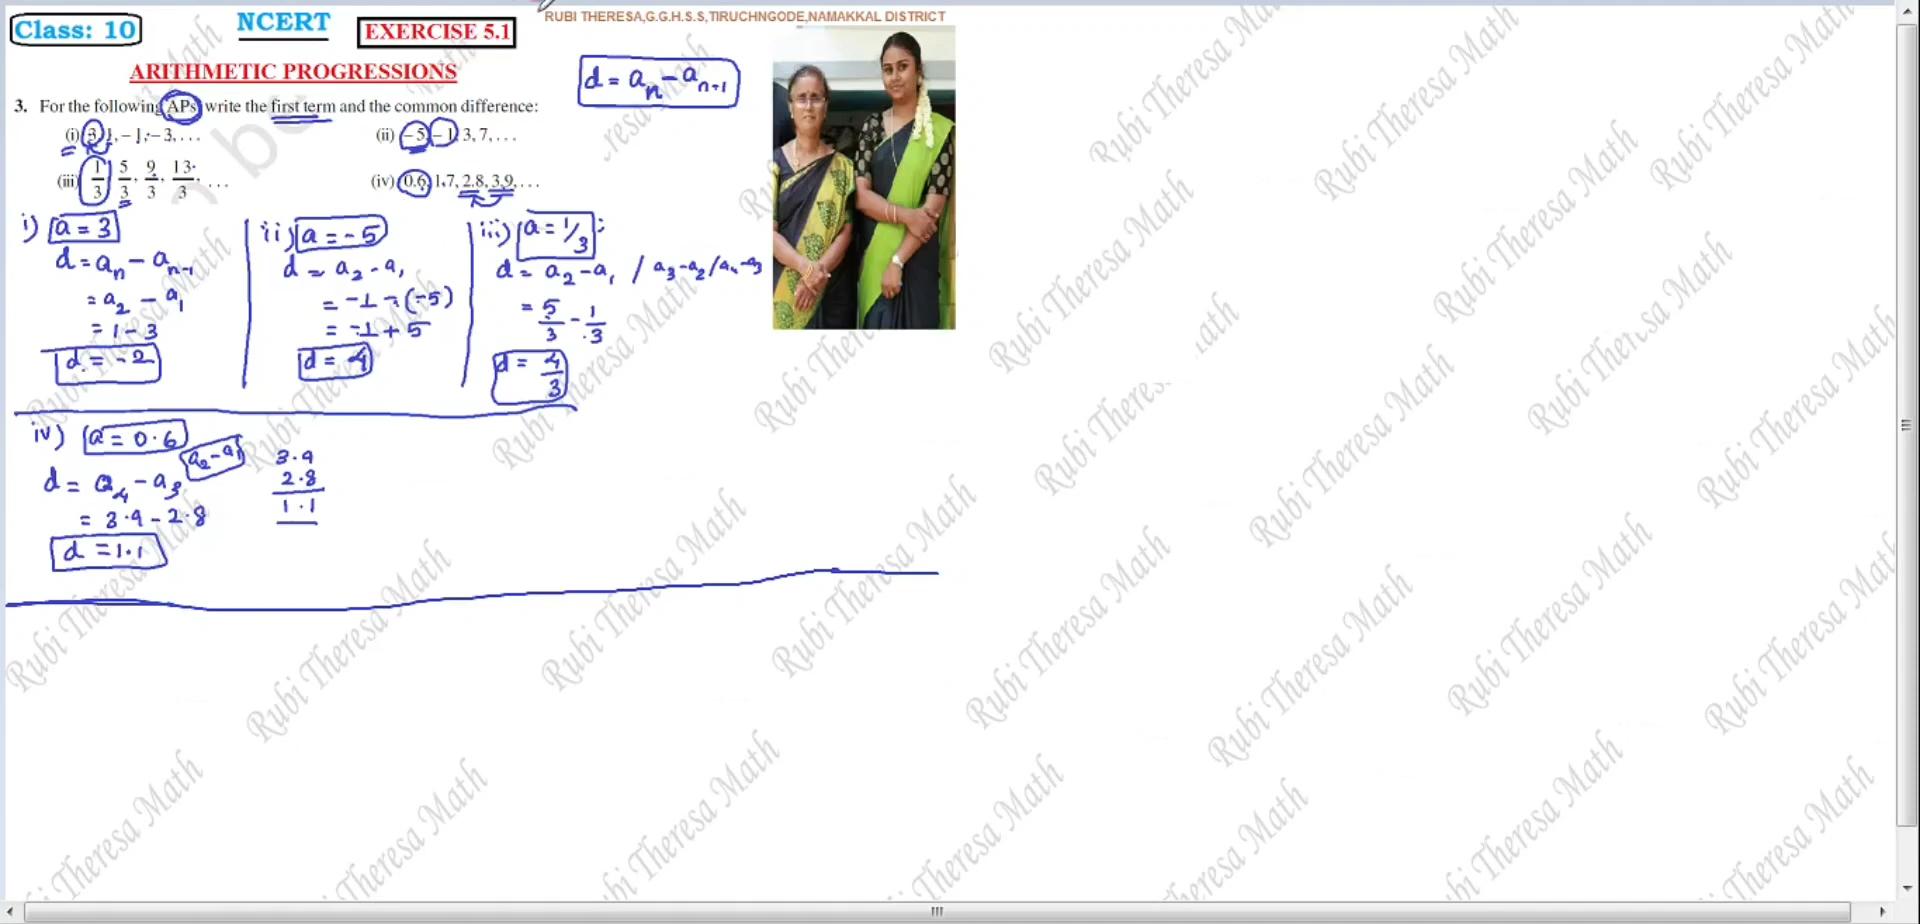 RUBI THERESA,G.G.H.S.S,TIRUCHNGODE,NAMAKKAL DISTRICT
Class: 10 NCERT EXERCISE 5.1
ARITHMETIC PROGRESSIONS
d = aₙ − aₙ₋₁
3. For the following APs, write the first term and the common difference:
(i) 3, 1, – 1, – 3, . . . (ii) – 5, – 1, 3, 7, . . .
(iii) 1/3, 5/3, 9/3, 13/3, . . . (iv) 0.6, 1.7, 2.8, 3.9, . . .
i) a = 3
d = aₙ − aₙ₋₁
= a₂ − a₁
= 1 − 3
d = −2
ii) a = −5
d = a₂ − a₁
= −1 − (−5)
= −1 + 5
d = 4
iii) a = 1/3 ;
d = a₂ − a₁ / a₃ − a₂ / a₄ − a₃
= 5/3 − 1/3
d = 4/3
iv) a = 0.6
a₂ − a₁
d = a₄ − a₃
= 3.9 − 2.8
d = 1.1
3.9
2.8
1.1
Rubi Theresa Math